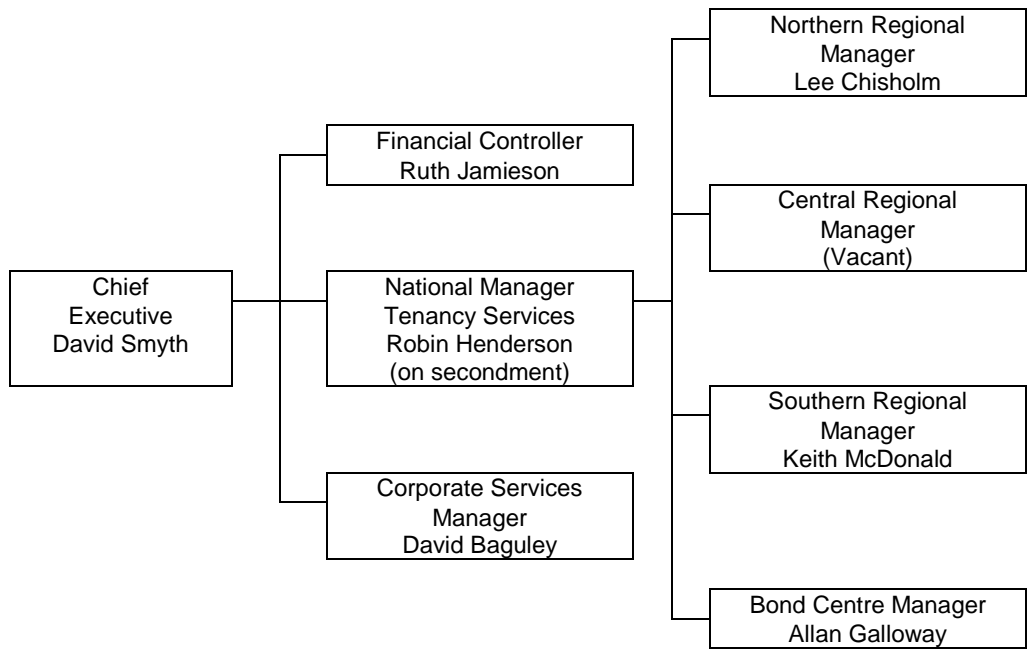 Chief
Executive
David Smyth
Financial Controller
Ruth Jamieson
National Manager
Tenancy Services
Robin Henderson
(on secondment)
Corporate Services
Manager
David Baguley
Northern Regional
Manager
Lee Chisholm
Central Regional
Manager
(Vacant)
Southern Regional
Manager
Keith McDonald
Bond Centre Manager
Allan Galloway